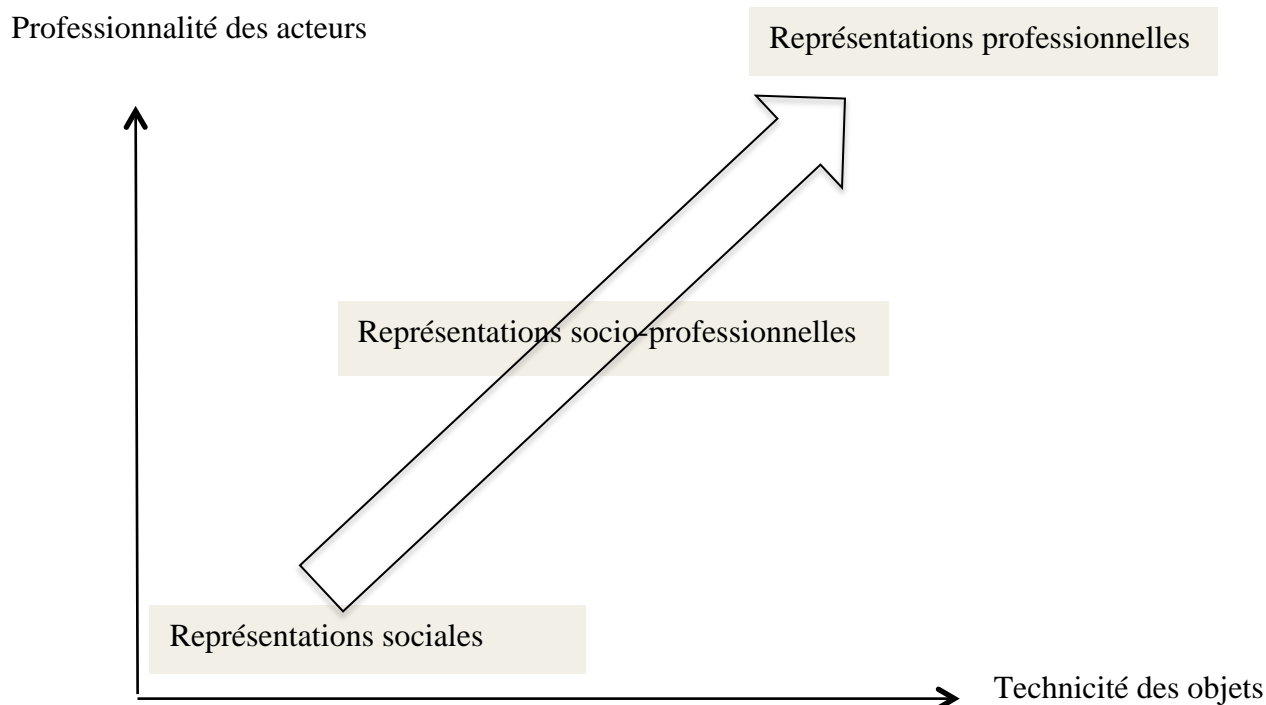 Professionnalité des acteurs
Représentations professionnelles
Représentations socio-professionnelles
Représentations sociales
Technicité des objets